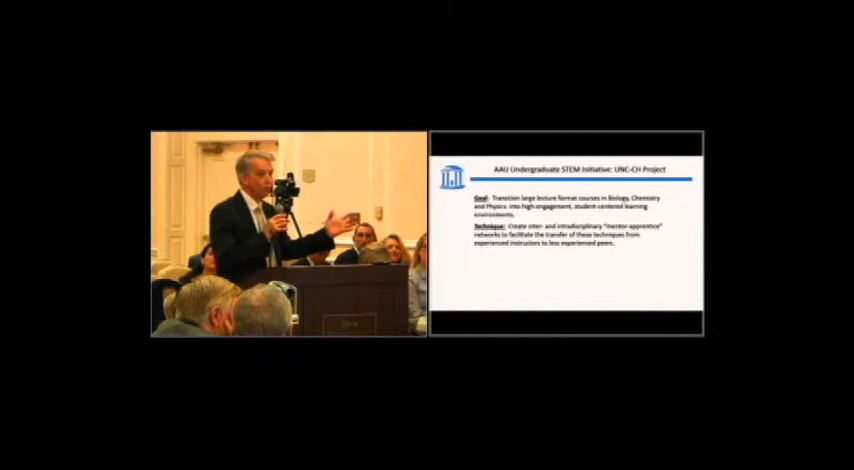 AAU Undergraduate STEM Initiative: UNC-CH Project
Goal: Transition large lecture format courses in Biology, Chemistry
and Physics into high engagement, student-centered learning
environments.
Technique: Create inter- and intradisciplinary "mentor-apprentice"
networks to facilitate the transfer of these techniques from
experienced instructors to less experienced peers.